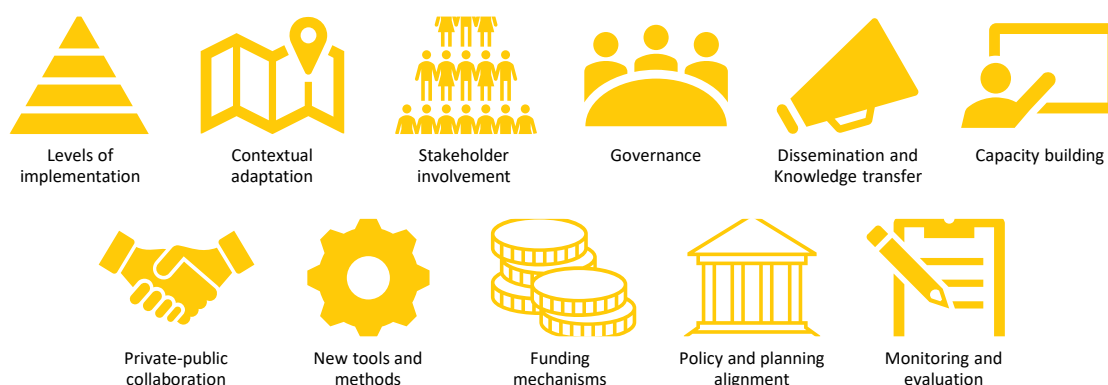 Levels of
implementation
Contextual
adaptation
Stakeholder
involvement
Governance
Dissemination and
Knowledge transfer
Capacity building
Private-public
collaboration
New tools and
methods
Funding
mechanisms
Policy and planning
alignment
Monitoring and
evaluation